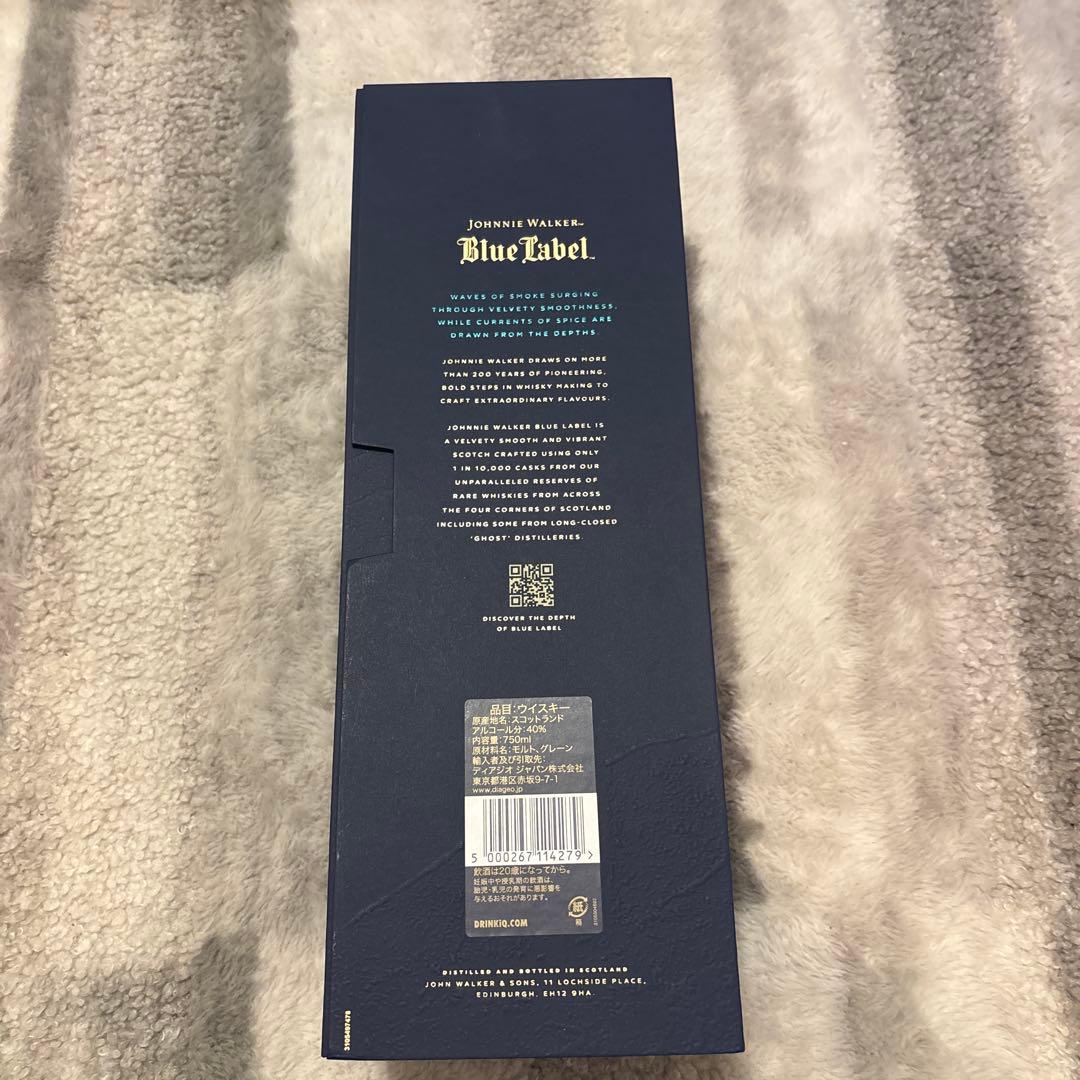 JOHNNIE WALKER™
Blue Label™
WAVES OF SMOKE SURGING
THROUGH VELVETY SMOOTHNESS,
WHILE CURRENTS OF SPICE ARE
DRAWN FROM THE DEPTHS.
JOHNNIE WALKER DRAWS ON MORE
THAN 200 YEARS OF PIONEERING,
BOLD STEPS IN WHISKY MAKING TO
CRAFT EXTRAORDINARY FLAVOURS.
JOHNNIE WALKER BLUE LABEL IS
A VELVETY SMOOTH AND VIBRANT
SCOTCH CRAFTED USING ONLY
1 IN 10,000 CASKS FROM OUR
UNPARALLELED RESERVES OF
RARE WHISKIES FROM ACROSS
THE FOUR CORNERS OF SCOTLAND
INCLUDING SOME FROM LONG-CLOSED
'GHOST' DISTILLERIES.
DISCOVER THE DEPTH
OF BLUE LABEL
品目:ウイスキー
原産地名:スコットランド
アルコール分:40%
内容量:750ml
原材料名:モルト、グレーン
輸入者及び引取先:
ディアジオ ジャパン株式会社
東京都港区赤坂9-7-1
www.diageo.jp
5 000267 114279 >
飲酒は20歳になってから。
妊娠中や授乳期の飲酒は、
胎児・乳児の発育に悪影響を
与えるおそれがあります。
紙
箱
DRINKiQ.COM
DISTILLED AND BOTTLED IN SCOTLAND
JOHN WALKER & SONS, 11 LOCHSIDE PLACE,
EDINBURGH. EH12 9HA.
3105497478